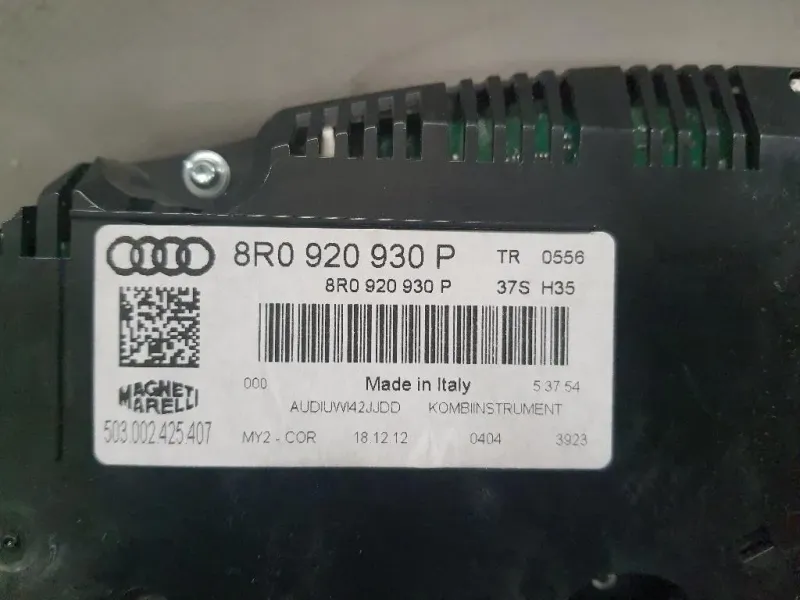 8R0 920 930 P TR 0556
8R0 920 930 P 37S H35
000 Made in Italy 5 37 54
MAGNETI
MARELLI
AUDIUWI42JJDD KOMBIINSTRUMENT
503.002.425.407 MY2 - COR 18 12 12 0404 3923